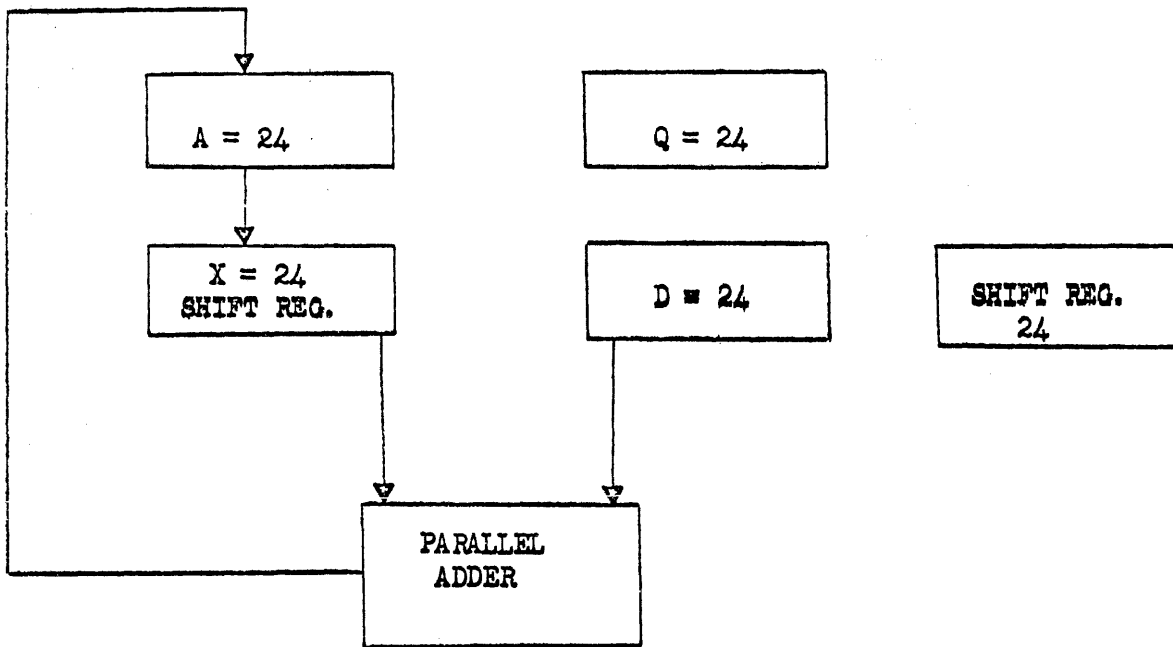 A = 24
Q = 24
X = 24
SHIFT REG.
D = 24
SHIFT REG.
24
PARALLEL
ADDER